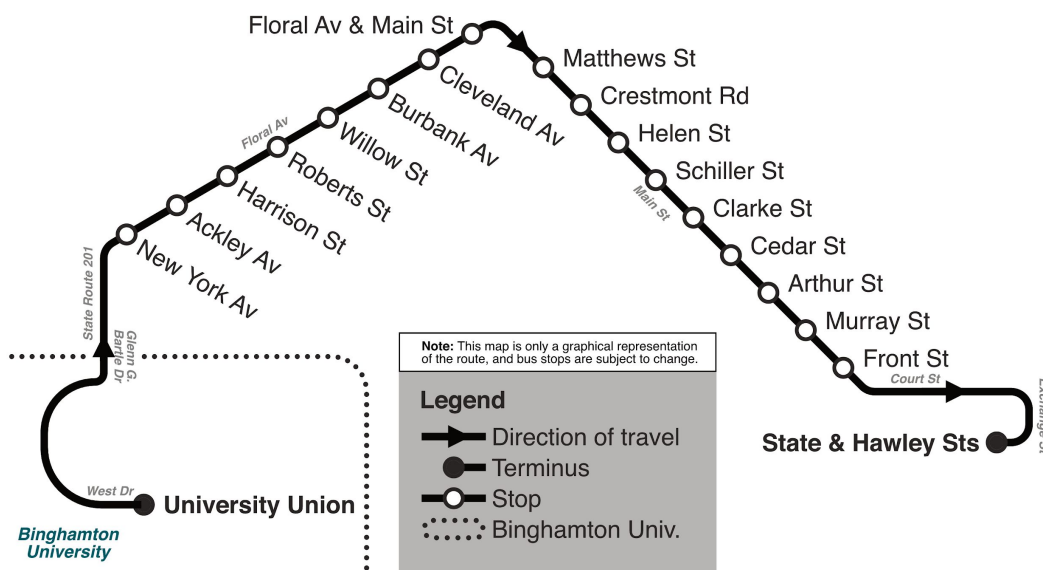 Floral Av & Main St
Matthews St
Cleveland Av
Crestmont Rd
Burbank Av
Helen St
Floral Av
Willow St
Schiller St
Roberts St
Main St
Clarke St
Harrison St
Cedar St
Ackley Av
Arthur St
New York Av
State Route 201
Murray St
Glenn G.
Bartle Dr
Note: This map is only a graphical representation
of the route, and bus stops are subject to change.
Front St
Court St
Exchange St
Legend
Direction of travel
State & Hawley Sts
Terminus
West Dr
University Union
Stop
Binghamton Univ.
Binghamton
University